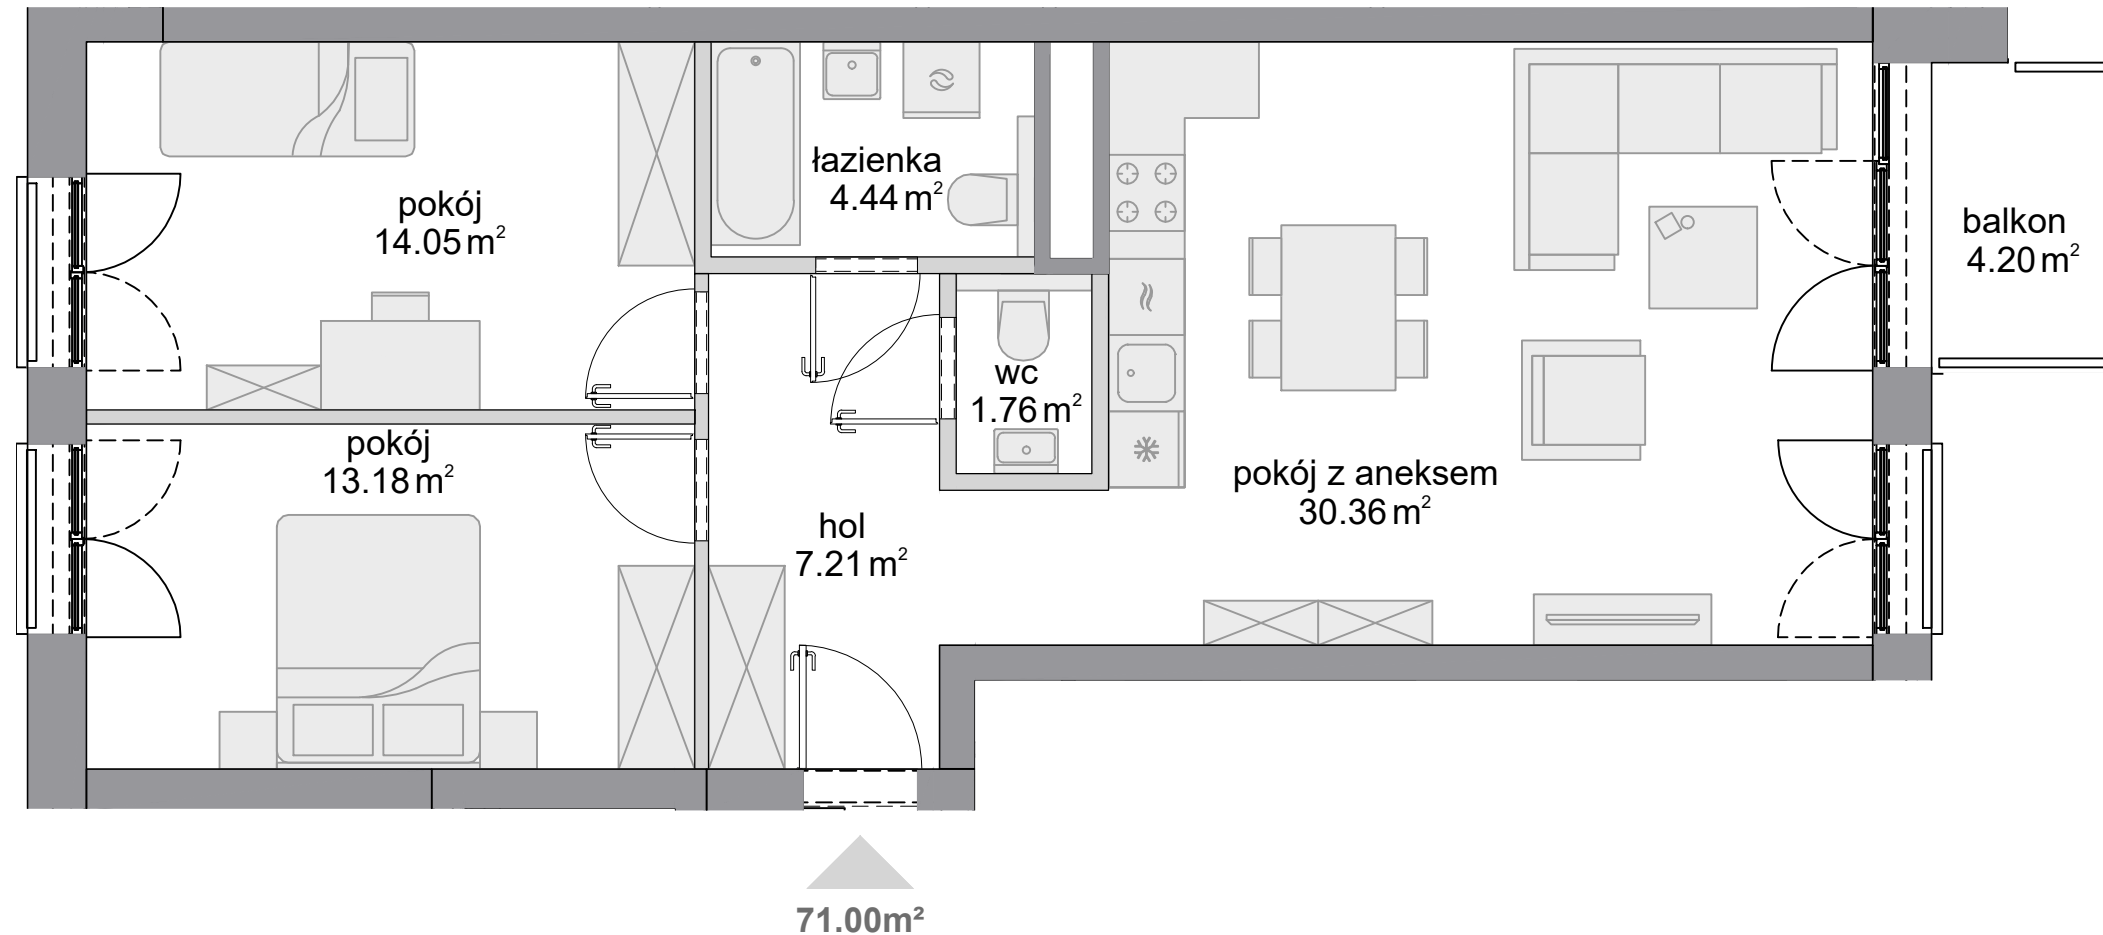 pokój
14.05 m²
łazienka
4.44 m²
balkon
4.20 m²
wc
1.76 m²
pokój
13.18 m²
pokój z aneksem
30.36 m²
hol
7.21 m²
71.00m²